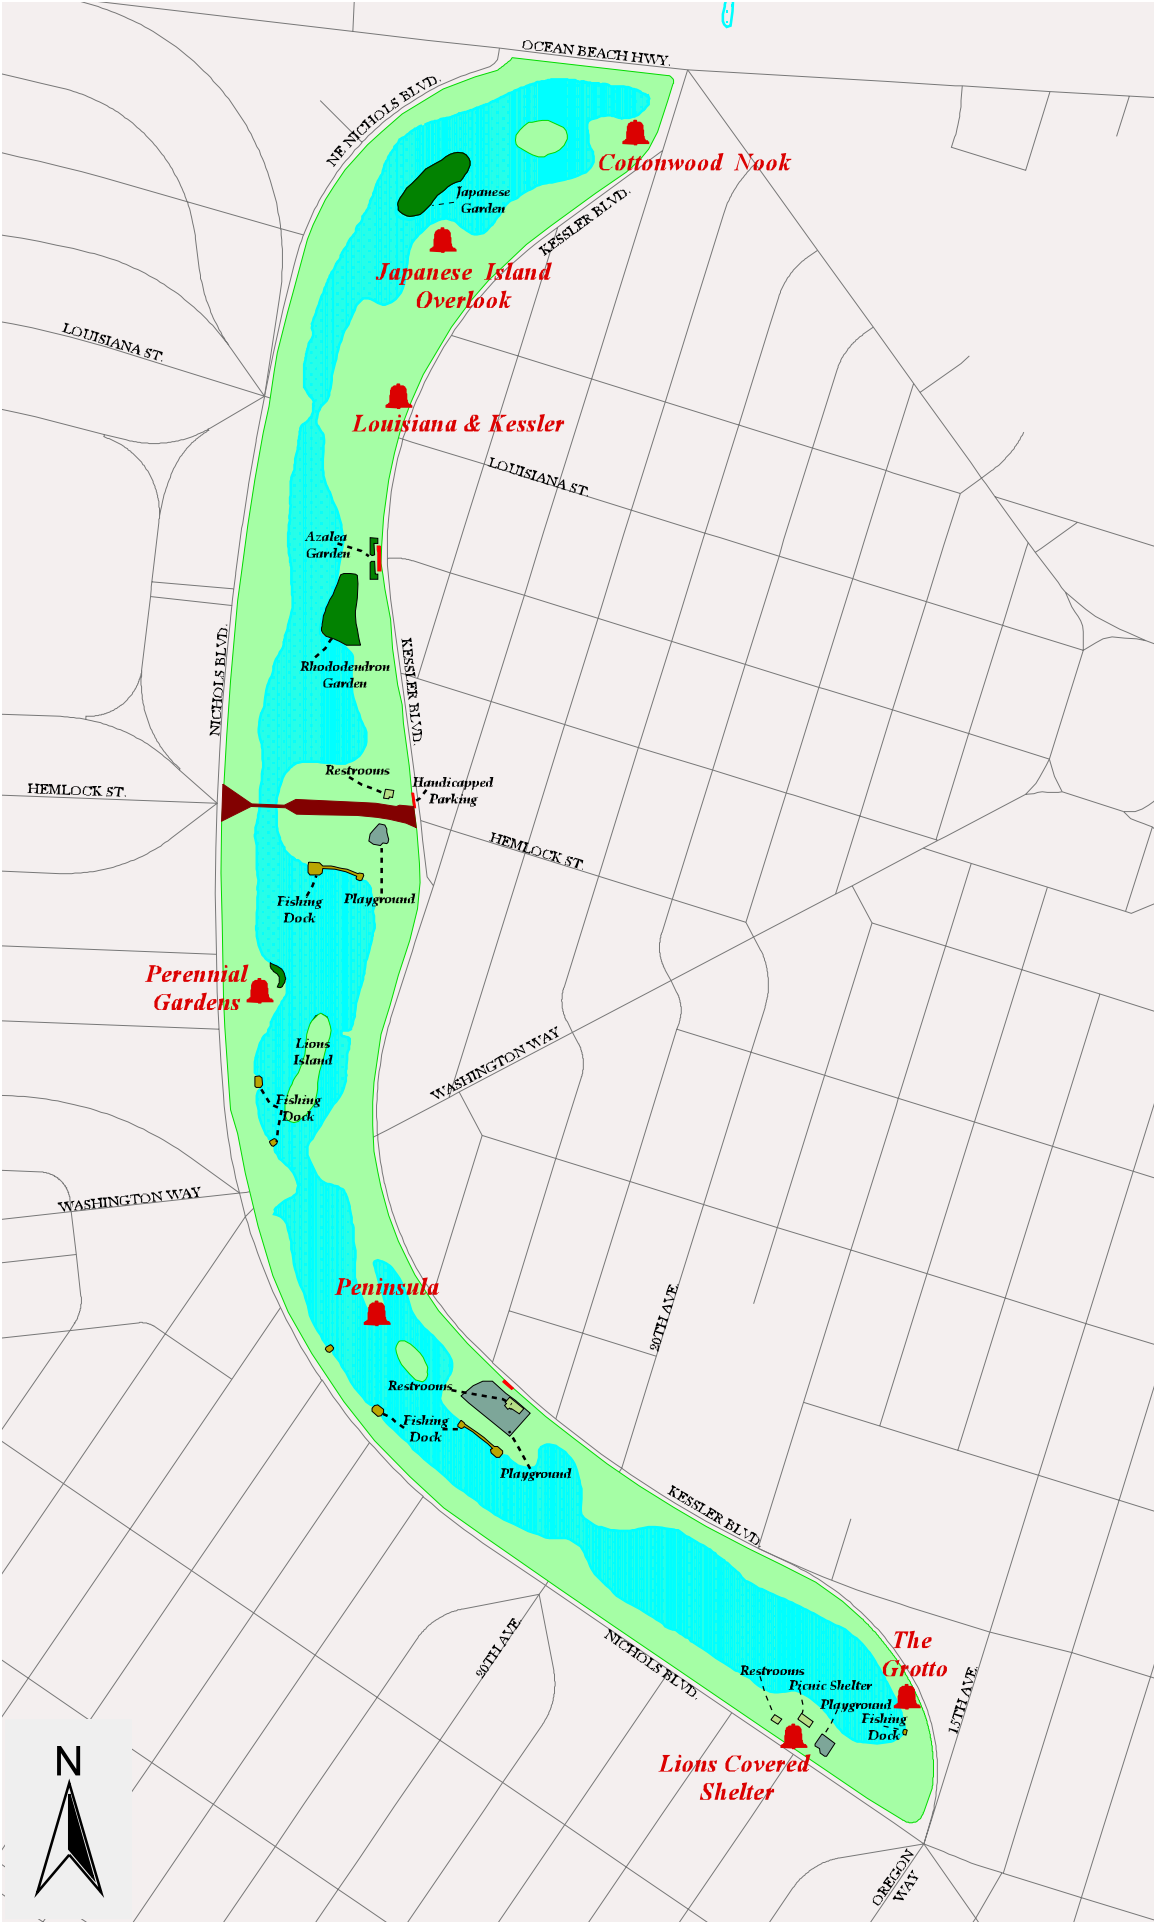 OCEAN BEACH HWY.
NE NICHOLS BLVD.
Cottonwood Nook
Japanese
Garden
KESSLER BLVD.
Japanese Island
Overlook
LOUISIANA ST.
Louisiana & Kessler
LOUISIANA ST.
Azalea
Garden
NICHOLS BLVD.
KESSLER BLVD.
Rhododendron
Garden
Restrooms
Handicapped
Parking
HEMLOCK ST.
HEMLOCK ST.
Fishing
Dock
Playground
Perennial
Gardens
Lions
Island
WASHINGTON WAY
Fishing
Dock
WASHINGTON WAY
Peninsula
20TH AVE.
Restrooms
Fishing
Dock
Playground
KESSLER BLVD.
20TH AVE.
NICHOLS BLVD.
The
Grotto
Restrooms
Picnic Shelter
Playground
Fishing
Dock
15TH AVE.
Lions Covered
Shelter
N
OREGON
WAY